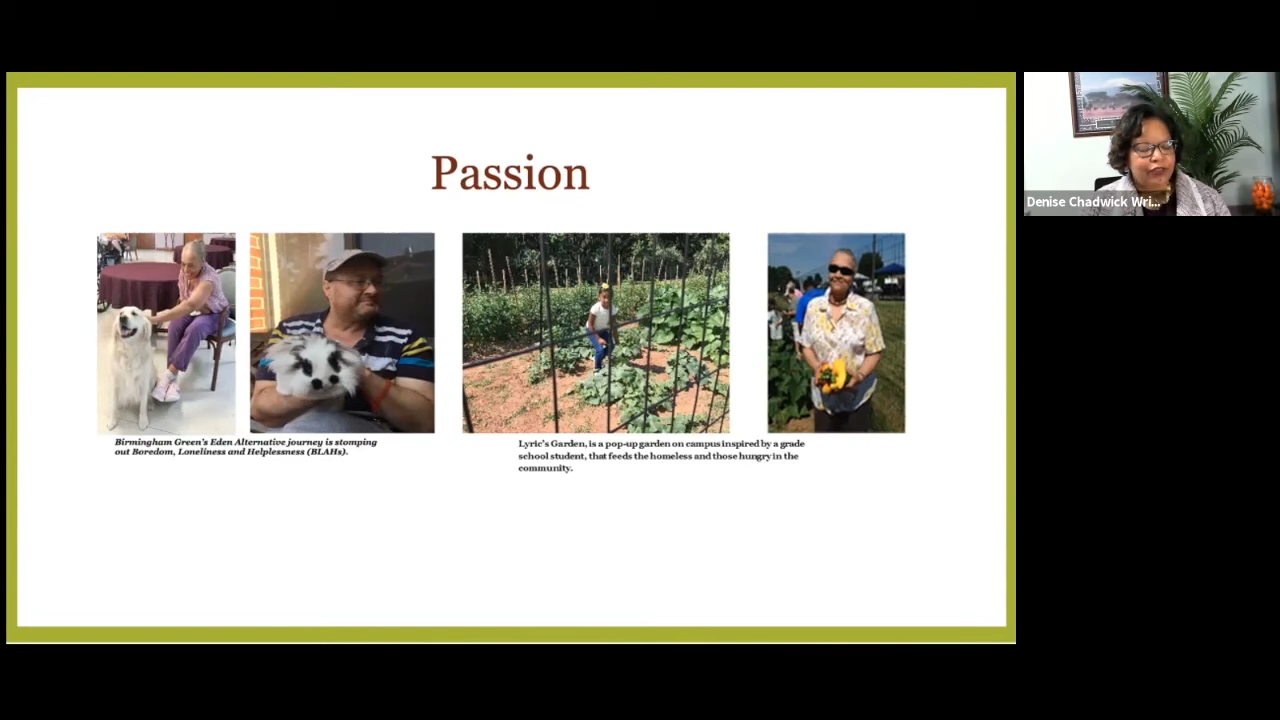 Passion
Denise Chadwick Wri...
Birmingham Green's Eden Alternative journey is stomping
out Boredom, Loneliness and Helplessness (BLAHs).
Lyric's Garden, is a pop-up garden on campus inspired by a grade
school student, that feeds the homeless and those hungry in the
community.